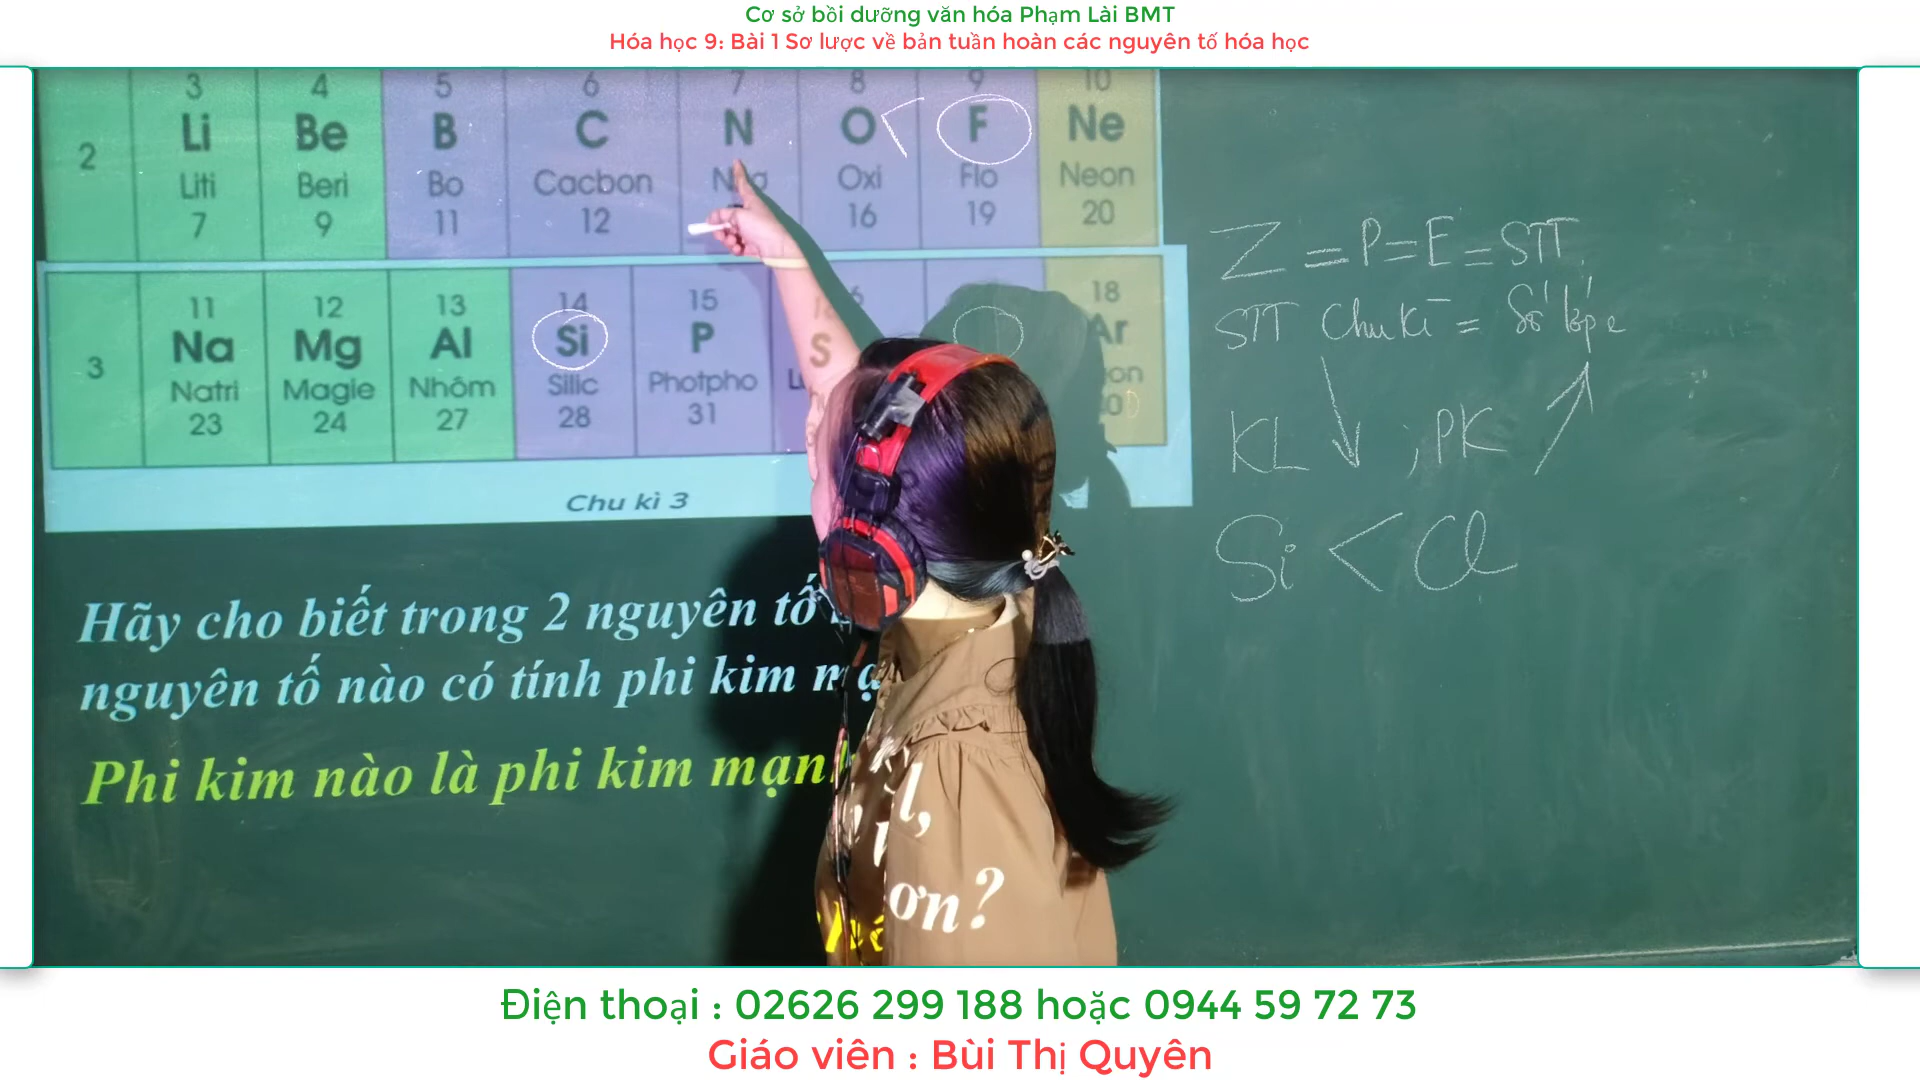 Cơ sở bồi dưỡng văn hóa Phạm Lài BMT
Hóa học 9: Bài 1 Sơ lược về bản tuần hoàn các nguyên tố hóa học
3 4 5 6 7 8 9 10
2 Li Be B C N O < F Ne
Liti Beri Bo Cacbon Oxi Flo Neon
7 9 11 12 16 19 20
11 12 13 14 15 18
3 Na Mg Al Si P S Ar
Natri Magie Nhôm Silic Photpho
23 24 27 28 31
Chu kì 3
Z = P = E = STT
STT Chu kì = Số lớp e
KL ↓ ; PK ↑
Si < Cl
Hãy cho biết trong 2 nguyên tố
nguyên tố nào có tính phi kim
Phi kim nào là phi kim
ơn?
Điện thoại : 02626 299 188 hoặc 0944 59 72 73
Giáo viên : Bùi Thị Quyên